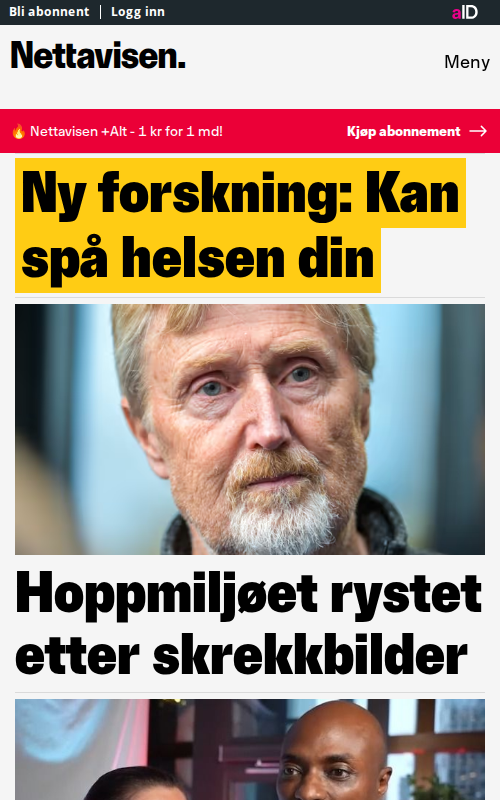 Bli abonnent | Logg inn
aID
Nettavisen.
Meny
🔥 Nettavisen +Alt - 1 kr for 1 md!
Kjøp abonnement →
Ny forskning: Kan
spå helsen din
Hoppmiljøet rystet
etter skrekkbilder